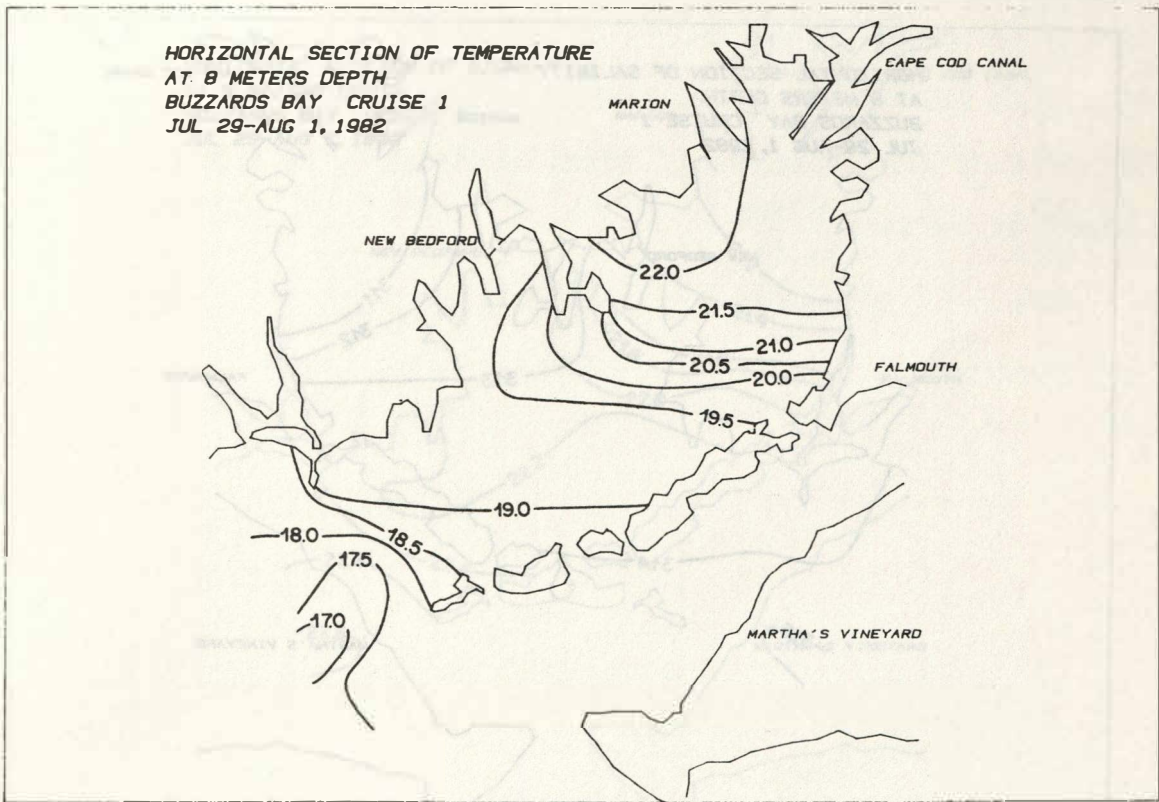 HORIZONTAL SECTION OF TEMPERATURE
AT 8 METERS DEPTH
BUZZARDS BAY CRUISE 1
JUL 29-AUG 1, 1982
CAPE COD CANAL
MARION
NEW BEDFORD
22.0
21.5
21.0
20.5
20.0
FALMOUTH
19.5
19.0
18.0
18.5
17.5
17.0
MARTHA'S VINEYARD